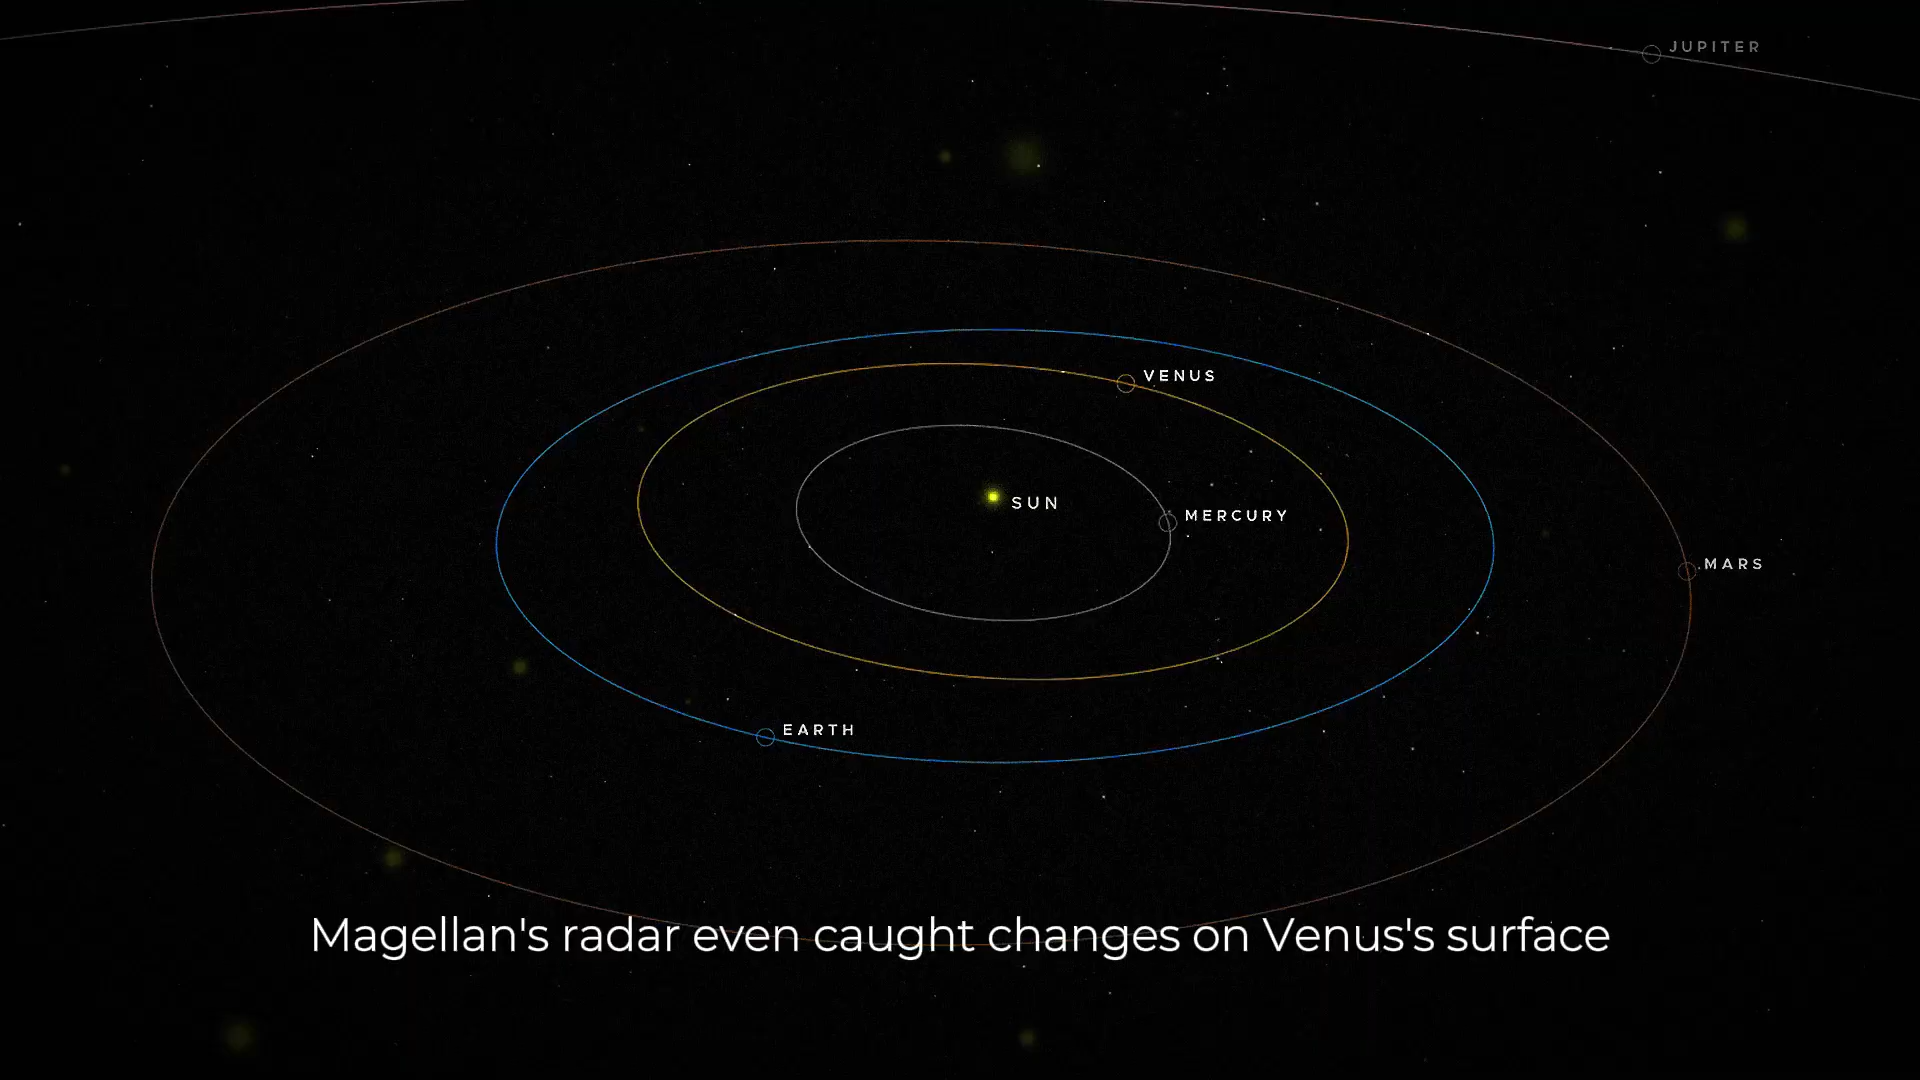 JUPITER
VENUS
SUN
MERCURY
MARS
EARTH
Magellan's radar even caught changes on Venus's surface